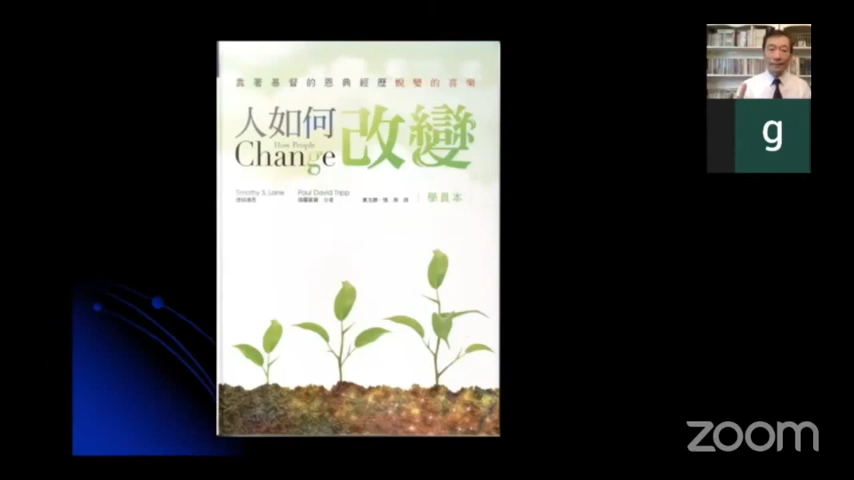 靠著基督的恩典經歷蛻變的喜樂
人如何改變
How People
Change
Timothy S. Lane
Paul David Tripp
學員本
g
zoom